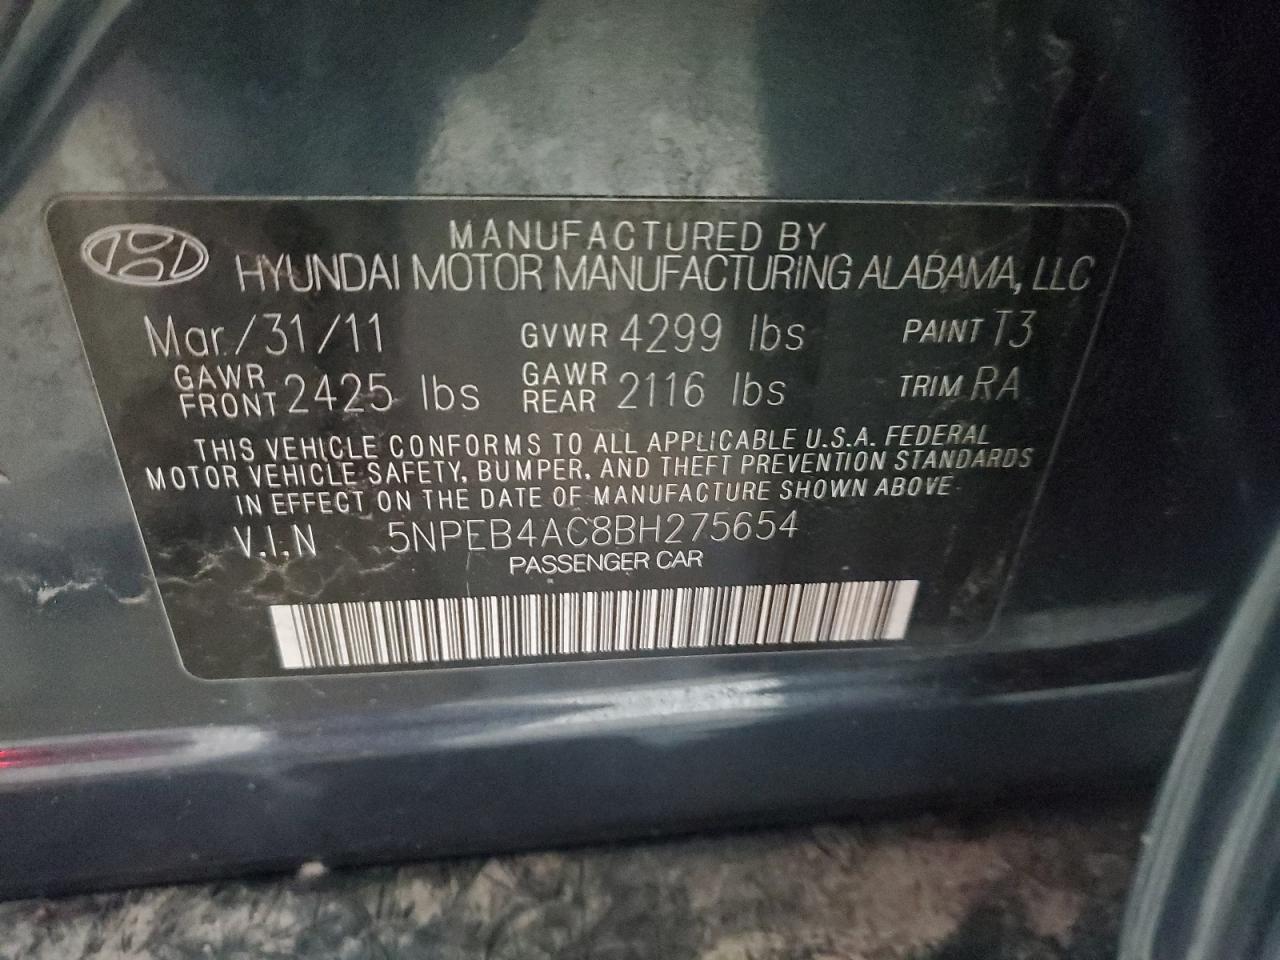 MANUFACTURED BY
HYUNDAI MOTOR MANUFACTURING ALABAMA, LLC
Mar./31/11 GVWR 4299 lbs PAINT T3
GAWR FRONT 2425 lbs GAWR REAR 2116 lbs TRIM RA
THIS VEHICLE CONFORMS TO ALL APPLICABLE U.S.A. FEDERAL
MOTOR VEHICLE SAFETY, BUMPER, AND THEFT PREVENTION STANDARDS
IN EFFECT ON THE DATE OF MANUFACTURE SHOWN ABOVE.
V.I.N 5NPEB4AC8BH275654
PASSENGER CAR